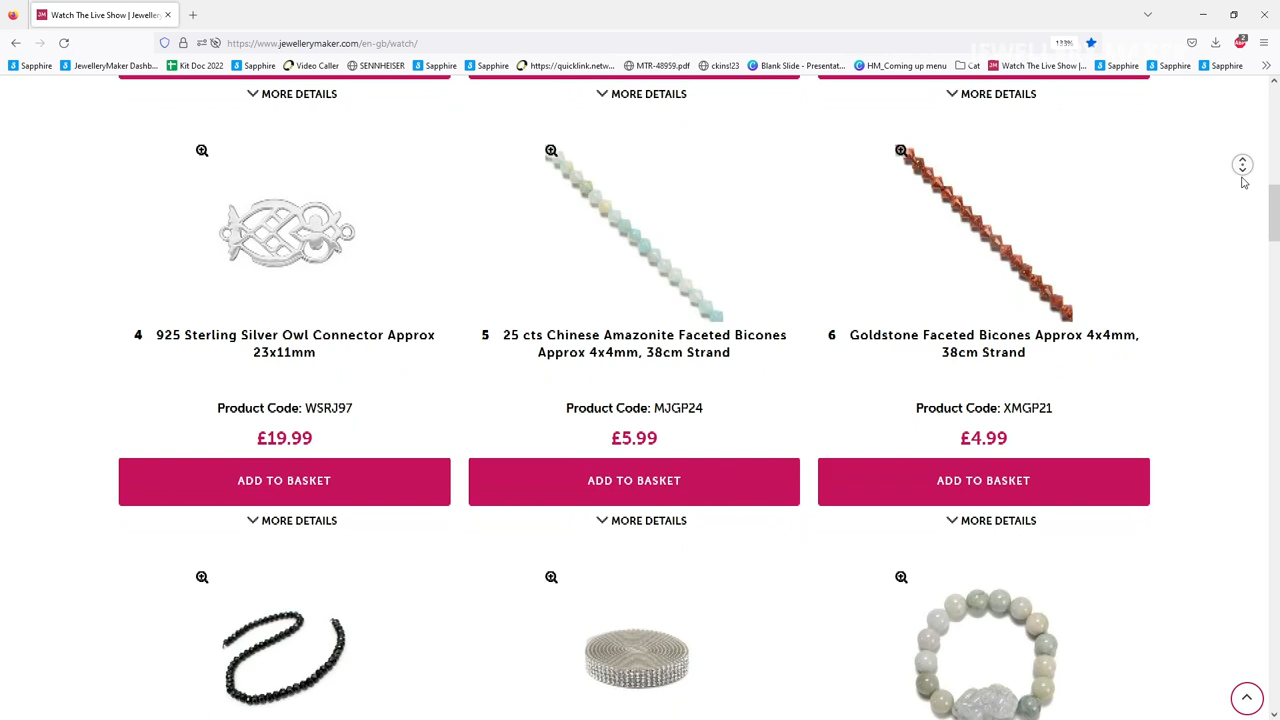 Watch The Live Show | Jeweller
https://www.jewellerymaker.com/en-gb/watch/
133%
2
Sapphire
JewelleryMaker Dashb...
Kit Doc 2022
Sapphire
Video Caller
SENNHEISER
Sapphire
Sapphire
https://quicklink.netw...
MTR-48959.pdf
ckins!23
Blank Slide - Presentat...
HM_Coming up menu
Cat
Watch The Live Show |...
Sapphire
Sapphire
Sapphire
MORE DETAILS
MORE DETAILS
MORE DETAILS
4 925 Sterling Silver Owl Connector Approx
23x11mm
Product Code: WSRJ97
£19.99
ADD TO BASKET
MORE DETAILS
5 25 cts Chinese Amazonite Faceted Bicones
Approx 4x4mm, 38cm Strand
Product Code: MJGP24
£5.99
ADD TO BASKET
MORE DETAILS
6 Goldstone Faceted Bicones Approx 4x4mm,
38cm Strand
Product Code: XMGP21
£4.99
ADD TO BASKET
MORE DETAILS